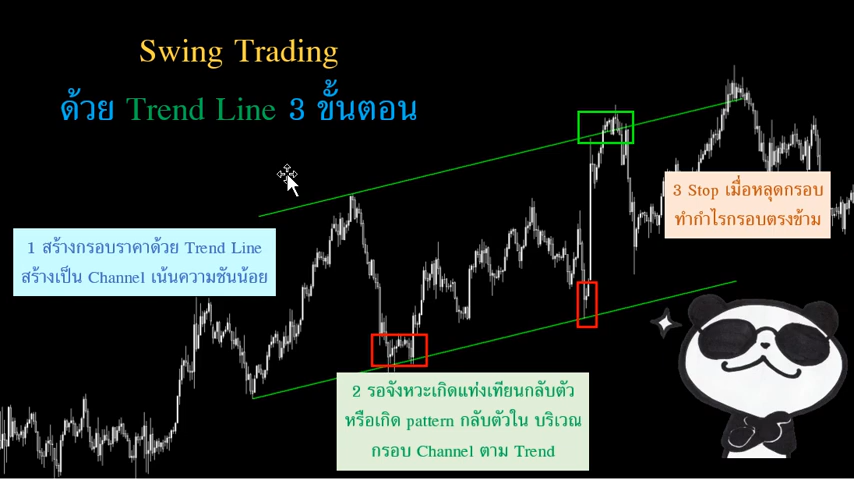 Swing Trading
ด้วย Trend Line 3 ขั้นตอน
1 สร้างกรอบราคาด้วย Trend Line
สร้างเป็น Channel เน้นความชันน้อย
2 รอจังหวะเกิดแท่งเทียนกลับตัว
หรือเกิด pattern กลับตัวใน บริเวณ
กรอบ Channel ตาม Trend
3 Stop เมื่อหลุดกรอบ
ทำกำไรกรอบตรงข้าม